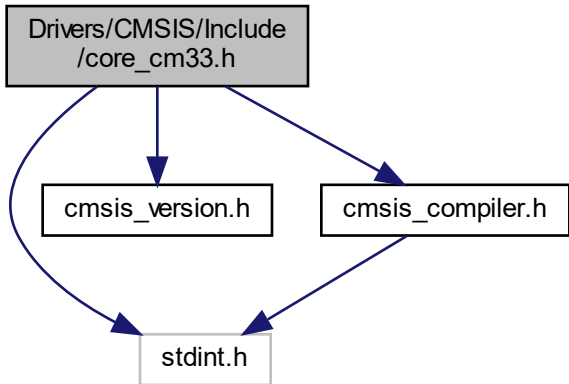 Drivers/CMSIS/Include
/core_cm33.h
cmsis_version.h
cmsis_compiler.h
stdint.h